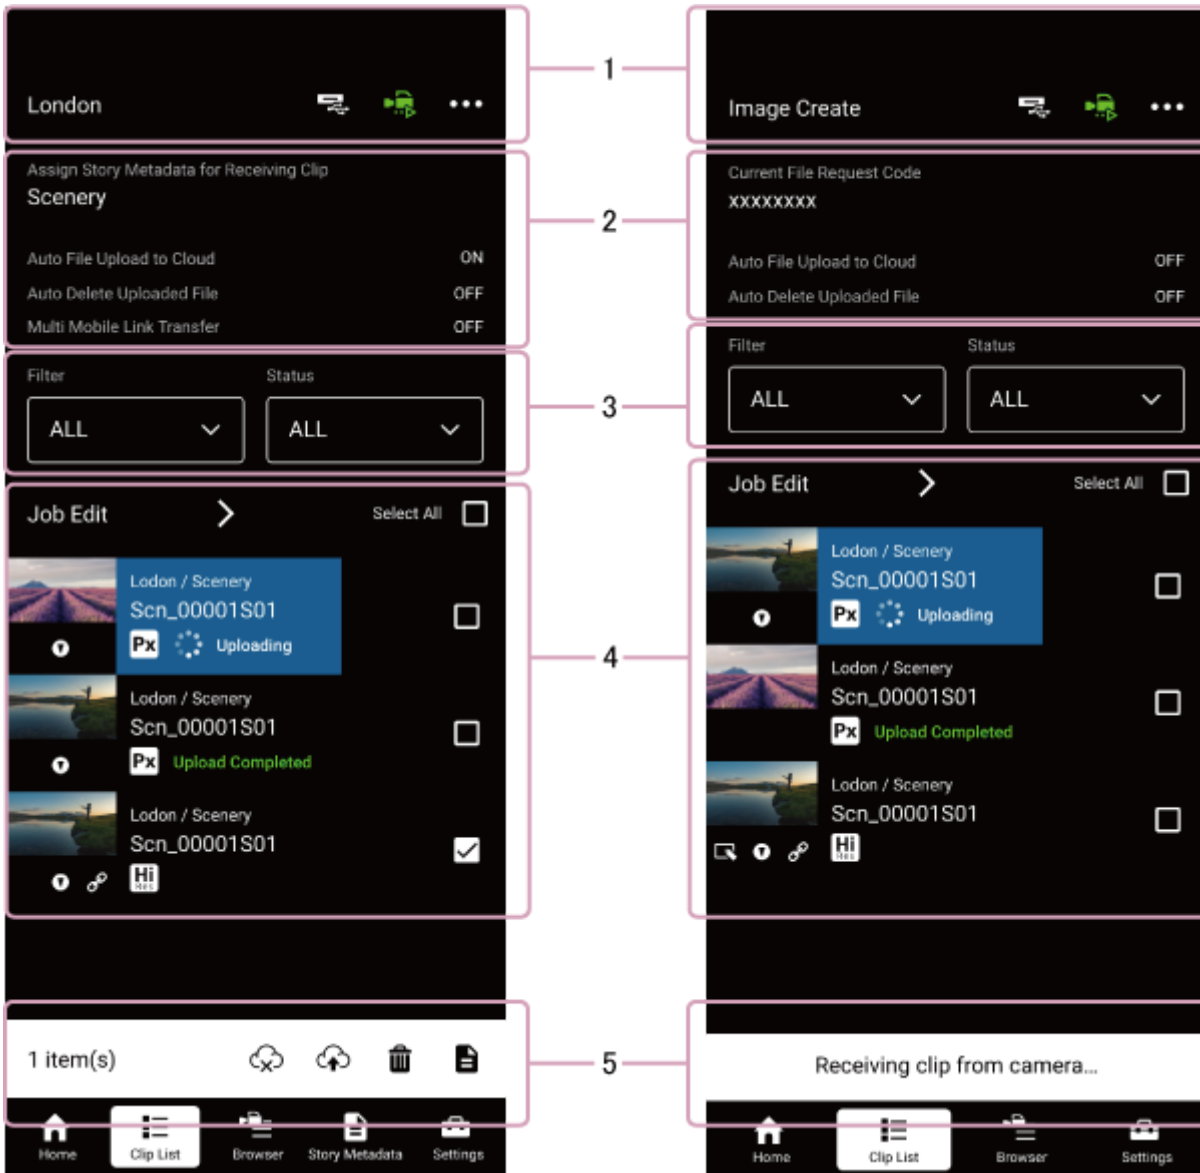 London
Assign Story Metadata for Receiving Clip
Scenery
Auto File Upload to Cloud ON
Auto Delete Uploaded File OFF
Multi Mobile Link Transfer OFF
Filter Status
ALL ALL
Job Edit Select All
Lodon / Scenery
Scn_00001S01
Px Uploading
Lodon / Scenery
Scn_00001S01
Px Upload Completed
Lodon / Scenery
Scn_00001S01
Hi
Res
1 item(s)
Home Clip List Browser Story Metadata Settings
1
2
3
4
5
Image Create
Current File Request Code
xxxxxxxx
Auto File Upload to Cloud OFF
Auto Delete Uploaded File OFF
Filter Status
ALL ALL
Job Edit Select All
Lodon / Scenery
Scn_00001S01
Px Uploading
Lodon / Scenery
Scn_00001S01
Px Upload Completed
Lodon / Scenery
Scn_00001S01
Hi
Res
Receiving clip from camera...
Home Clip List Browser Settings